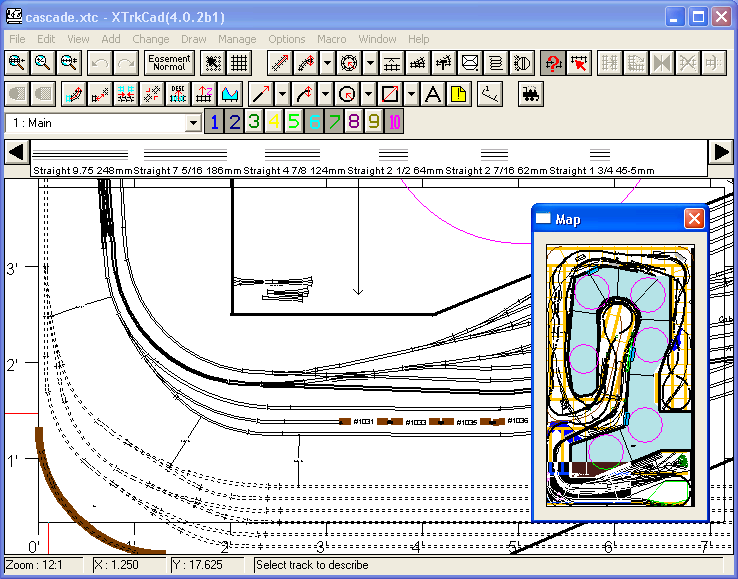 cascade.xtc - XTrkCad(4.0.2b1)
File Edit View Add Change Draw Manage Options Macro Window Help
Easement
Normal
DESC
A
1 : Main
1 2 3 4 5 6 7 8 9 10
Straight 9.75 248mm Straight 7 5/16 186mm Straight 4 7/8 124mm Straight 2 1/2 64mm Straight 2 7/16 62mm Straight 1 3/4 45-5mm
Map
3'
2'
#1031 #1033 #1035 #1036
1'
0' 1' 2' 3' 4' 5' 6' 7'
Zoom : 12:1 X : 1.250 Y : 17.625 Select track to describe